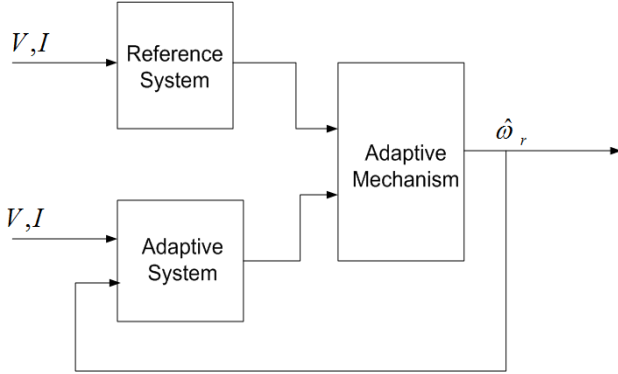 V,I
Reference
System
Adaptive
Mechanism
ω̂ r
V,I
Adaptive
System